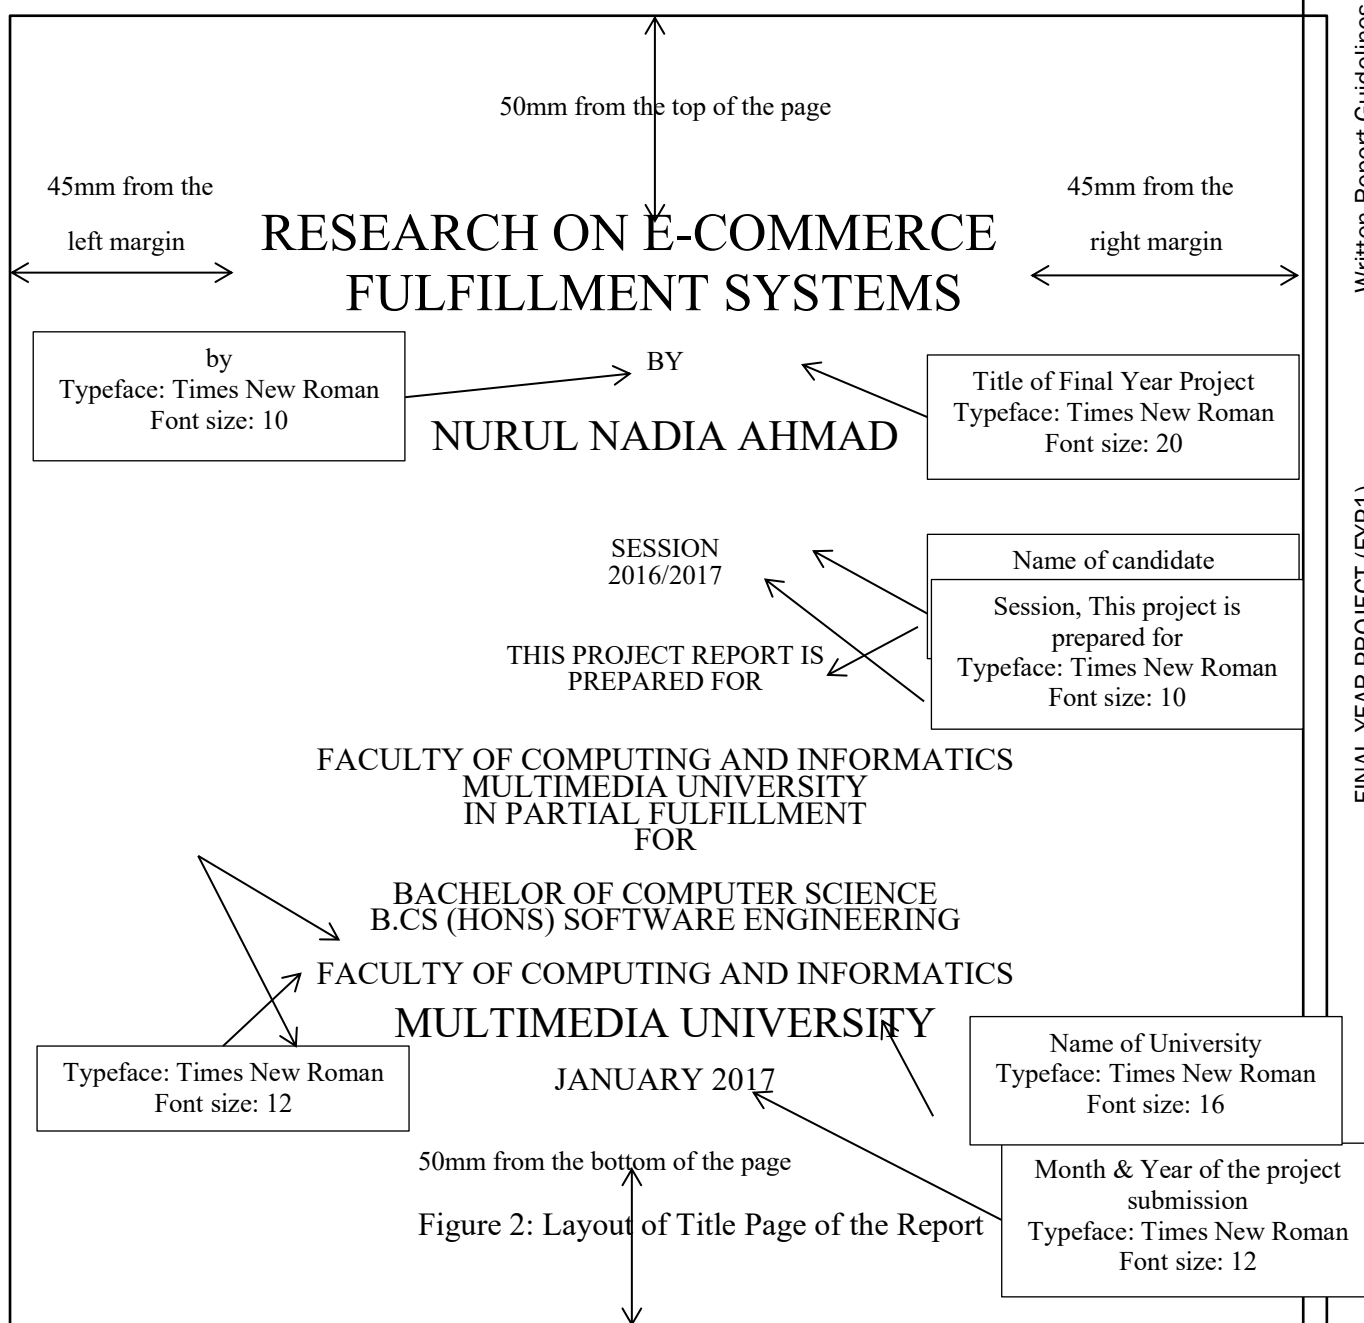 50mm from the top of the page
45mm from the
left margin
45mm from the
right margin
RESEARCH ON E-COMMERCE
FULFILLMENT SYSTEMS
by
Typeface: Times New Roman
Font size: 10
BY
Title of Final Year Project
Typeface: Times New Roman
Font size: 20
NURUL NADIA AHMAD
SESSION
2016/2017
Name of candidate
Session, This project is
prepared for
Typeface: Times New Roman
Font size: 10
THIS PROJECT REPORT IS
PREPARED FOR
FACULTY OF COMPUTING AND INFORMATICS
MULTIMEDIA UNIVERSITY
IN PARTIAL FULFILLMENT
FOR
BACHELOR OF COMPUTER SCIENCE
B.CS (HONS) SOFTWARE ENGINEERING
FACULTY OF COMPUTING AND INFORMATICS
MULTIMEDIA UNIVERSITY
Typeface: Times New Roman
Font size: 12
JANUARY 2017
Name of University
Typeface: Times New Roman
Font size: 16
50mm from the bottom of the page
Month & Year of the project
submission
Typeface: Times New Roman
Font size: 12
Figure 2: Layout of Title Page of the Report
Written Report Guidelines
FINAL YEAR PROJECT (FYP1)